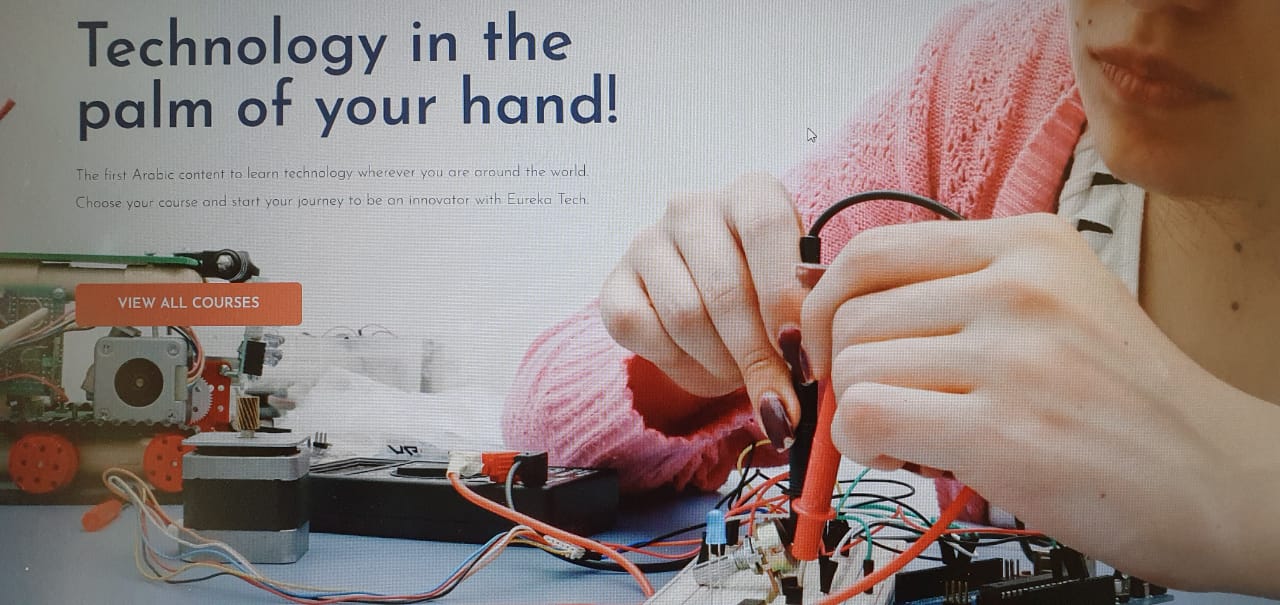 Technology in the
palm of your hand!
The first Arabic content to learn technology wherever you are around the world.
Choose your course and start your journey to be an innovator with Eureka Tech.
VIEW ALL COURSES